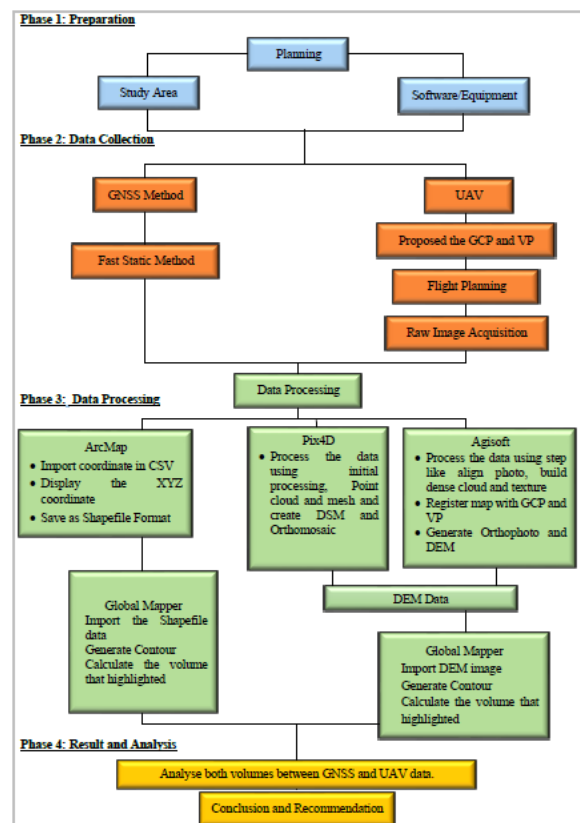 Phase 1: Preparation
Planning
Study Area
Software/Equipment
Phase 2: Data Collection
GNSS Method
UAV
Proposed the GCP and VP
Fast Static Method
Flight Planning
Raw Image Acquisition
Data Processing
Phase 3: Data Processing
ArcMap
• Import coordinate in CSV
• Display the XYZ
coordinate
• Save as Shapefile Format
Pix4D
• Process the data
using initial
processing, Point
cloud and mesh and
create DSM and
Orthomosaic
Agisoft
• Process the data using step
like align photo, build
dense cloud and texture
• Register map with GCP and
VP
• Generate Orthophoto and
DEM
DEM Data
Global Mapper
Import the Shapefile
data
Generate Contour
Calculate the volume
that highlighted
Global Mapper
Import DEM image
Generate Contour
Calculate the volume that
highlighted
Phase 4: Result and Analysis
Analyse both volumes between GNSS and UAV data.
Conclusion and Recommendation